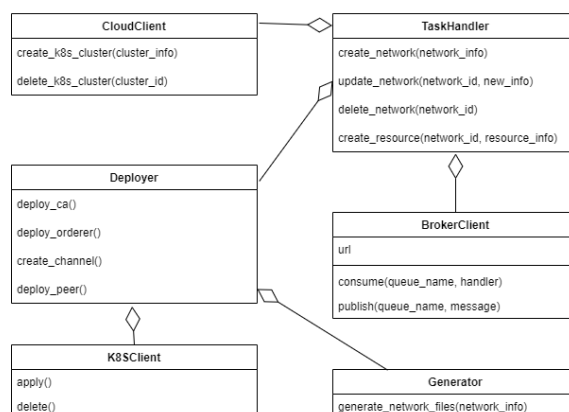 CloudClient
create_k8s_cluster(cluster_info)
delete_k8s_cluster(cluster_id)
TaskHandler
create_network(network_info)
update_network(network_id, new_info)
delete_network(network_id)
create_resource(network_id, resource_info)
Deployer
deploy_ca()
deploy_orderer()
create_channel()
deploy_peer()
BrokerClient
url
consume(queue_name, handler)
publish(queue_name, message)
K8SClient
apply()
delete()
Generator
generate_network_files(network_info)